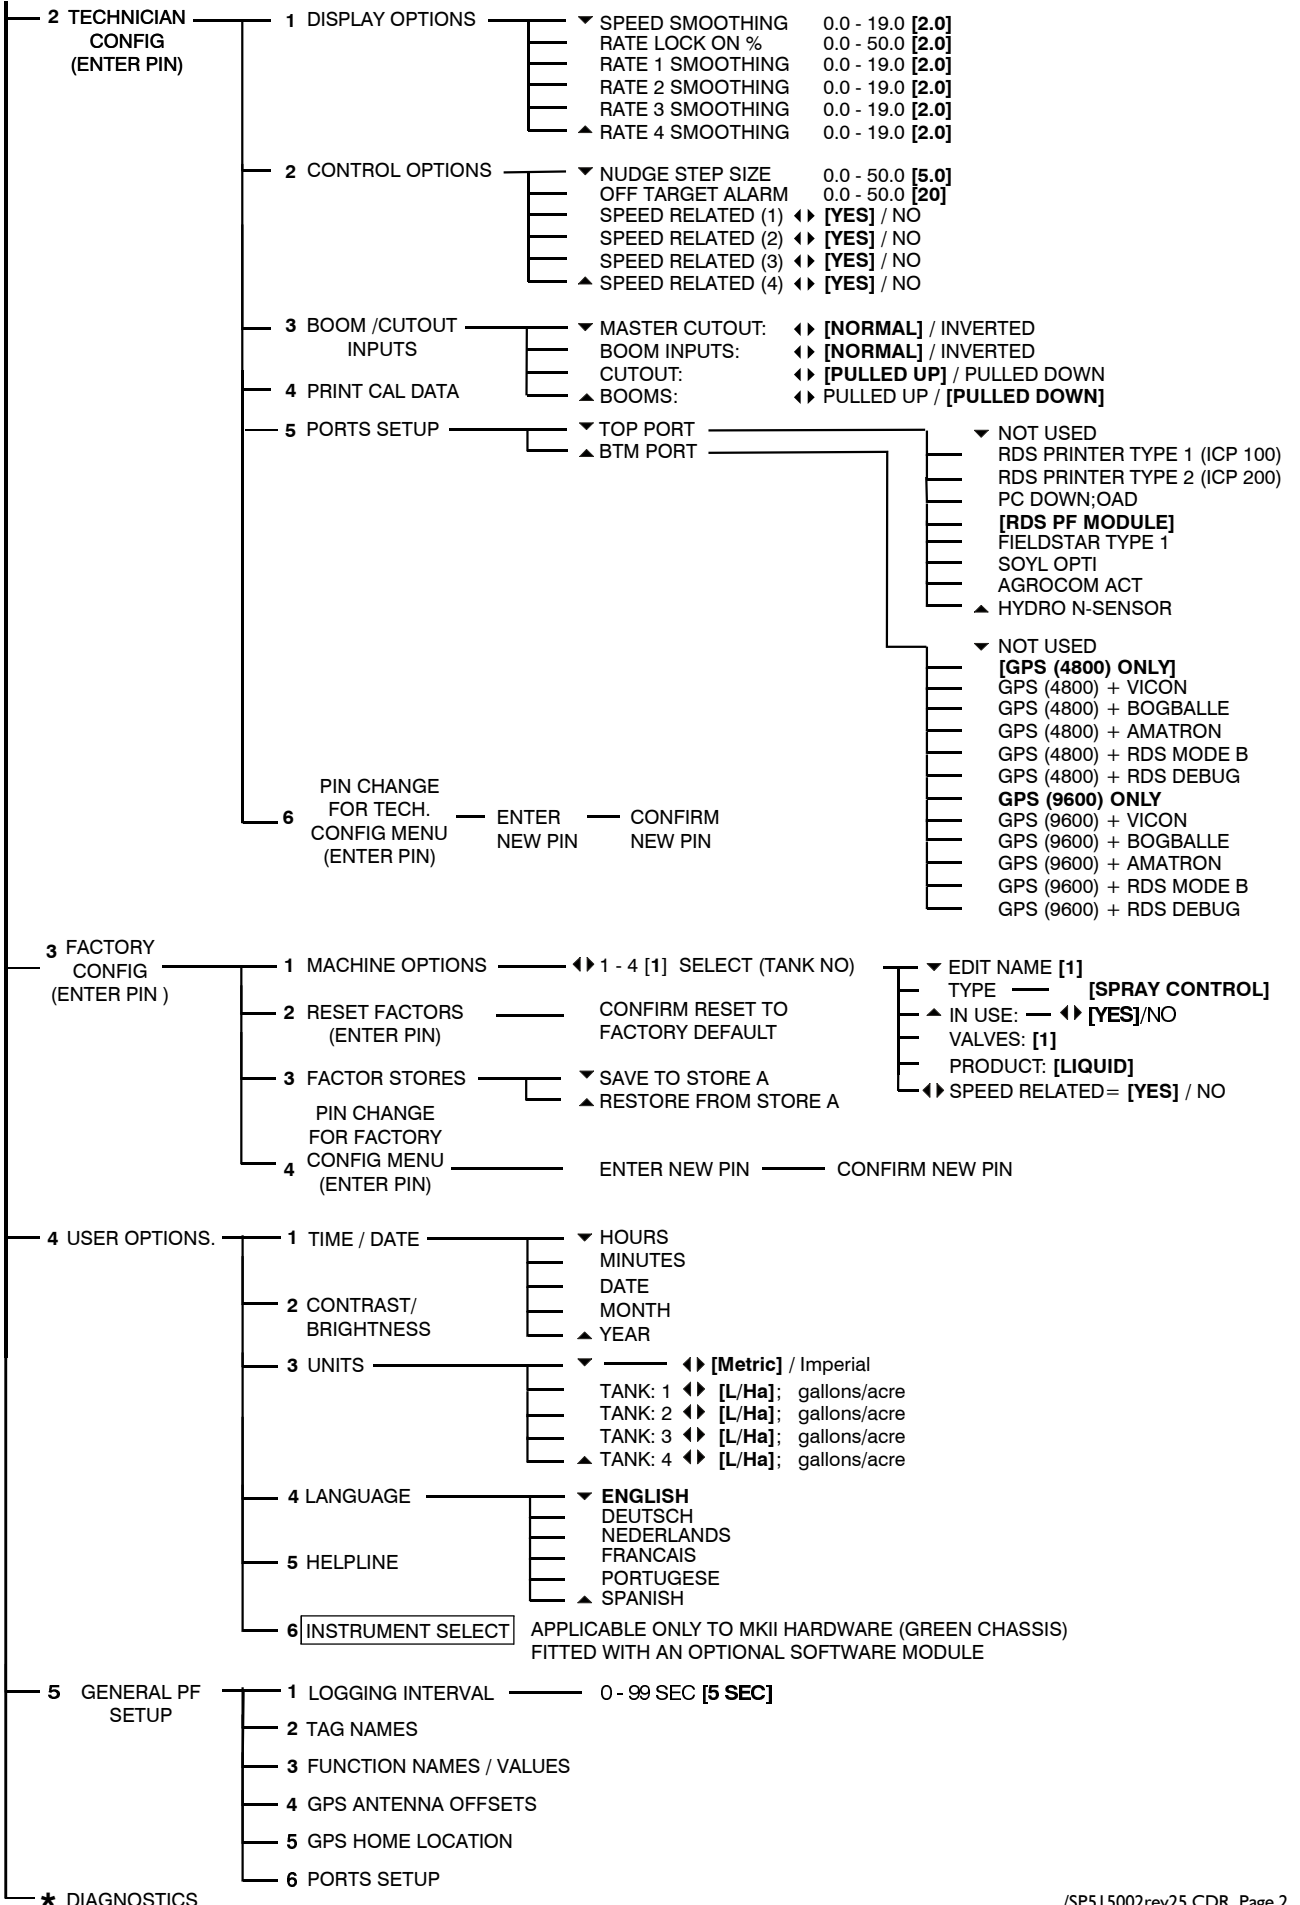 2 TECHNICIAN CONFIG (ENTER PIN)
1 DISPLAY OPTIONS
SPEED SMOOTHING 0.0 - 19.0 [2.0]
RATE LOCK ON % 0.0 - 50.0 [2.0]
RATE 1 SMOOTHING 0.0 - 19.0 [2.0]
RATE 2 SMOOTHING 0.0 - 19.0 [2.0]
RATE 3 SMOOTHING 0.0 - 19.0 [2.0]
RATE 4 SMOOTHING 0.0 - 19.0 [2.0]
2 CONTROL OPTIONS
NUDGE STEP SIZE 0.0 - 50.0 [5.0]
OFF TARGET ALARM 0.0 - 50.0 [20]
SPEED RELATED (1) [YES] / NO
SPEED RELATED (2) [YES] / NO
SPEED RELATED (3) [YES] / NO
SPEED RELATED (4) [YES] / NO
3 BOOM /CUTOUT
INPUTS
MASTER CUTOUT: [NORMAL] / INVERTED
BOOM INPUTS: [NORMAL] / INVERTED
CUTOUT: [PULLED UP] / PULLED DOWN
BOOMS: PULLED UP / [PULLED DOWN]
4 PRINT CAL DATA
5 PORTS SETUP
TOP PORT
BTM PORT
NOT USED
RDS PRINTER TYPE 1 (ICP 100)
RDS PRINTER TYPE 2 (ICP 200)
PC DOWN;OAD
[RDS PF MODULE]
FIELDSTAR TYPE 1
SOYL OPTI
AGROCOM ACT
HYDRO N-SENSOR
NOT USED
[GPS (4800) ONLY]
GPS (4800) + VICON
GPS (4800) + BOGBALLE
GPS (4800) + AMATRON
GPS (4800) + RDS MODE B
GPS (4800) + RDS DEBUG
GPS (9600) ONLY
GPS (9600) + VICON
GPS (9600) + BOGBALLE
GPS (9600) + AMATRON
GPS (9600) + RDS MODE B
GPS (9600) + RDS DEBUG
6 PIN CHANGE
FOR TECH.
CONFIG MENU
(ENTER PIN)
ENTER
NEW PIN
CONFIRM
NEW PIN
3 FACTORY
CONFIG
(ENTER PIN )
1 MACHINE OPTIONS
1 - 4 [1] SELECT (TANK NO)
EDIT NAME [1]
TYPE [SPRAY CONTROL]
IN USE: [YES]/NO
VALVES: [1]
PRODUCT: [LIQUID]
SPEED RELATED= [YES] / NO
2 RESET FACTORS
(ENTER PIN)
CONFIRM RESET TO
FACTORY DEFAULT
3 FACTOR STORES
SAVE TO STORE A
RESTORE FROM STORE A
4 PIN CHANGE
FOR FACTORY
CONFIG MENU
(ENTER PIN)
ENTER NEW PIN
CONFIRM NEW PIN
4 USER OPTIONS.
1 TIME / DATE
HOURS
MINUTES
DATE
MONTH
YEAR
2 CONTRAST/
BRIGHTNESS
3 UNITS
[Metric] / Imperial
TANK: 1 [L/Ha]; gallons/acre
TANK: 2 [L/Ha]; gallons/acre
TANK: 3 [L/Ha]; gallons/acre
TANK: 4 [L/Ha]; gallons/acre
4 LANGUAGE
ENGLISH
DEUTSCH
NEDERLANDS
FRANCAIS
PORTUGESE
SPANISH
5 HELPLINE
6 INSTRUMENT SELECT
APPLICABLE ONLY TO MKII HARDWARE (GREEN CHASSIS)
FITTED WITH AN OPTIONAL SOFTWARE MODULE
5 GENERAL PF
SETUP
1 LOGGING INTERVAL
0 - 99 SEC [5 SEC]
2 TAG NAMES
3 FUNCTION NAMES / VALUES
4 GPS ANTENNA OFFSETS
5 GPS HOME LOCATION
6 PORTS SETUP
* DIAGNOSTICS
/SP515002rev25.CDR Page 2